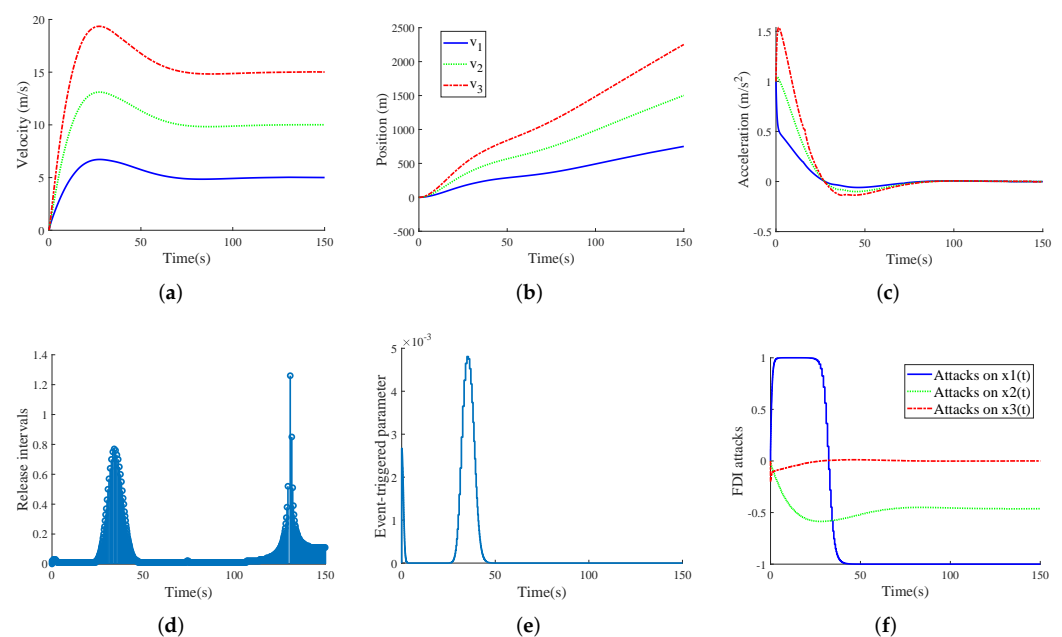 20
15
10
5
0
0
50
100
150
Velocity (m/s)
Time(s)
(a)
2500
2000
1500
1000
500
0
-500
0
50
100
150
Position (m)
Time(s)
v1
v2
v3
(b)
1.5
1
0.5
0
-0.5
0
50
100
150
Acceleration (m/s²)
Time(s)
(c)
1.4
1.2
1
0.8
0.6
0.4
0.2
0
0
50
100
150
Release intervals
Time(s)
(d)
×10⁻³
5
4
3
2
1
0
0
50
100
150
Event-triggered parameter
Time(s)
(e)
1
0.5
0
-0.5
-1
0
50
100
150
FDI attacks
Time(s)
Attacks on x1(t)
Attacks on x2(t)
Attacks on x3(t)
(f)